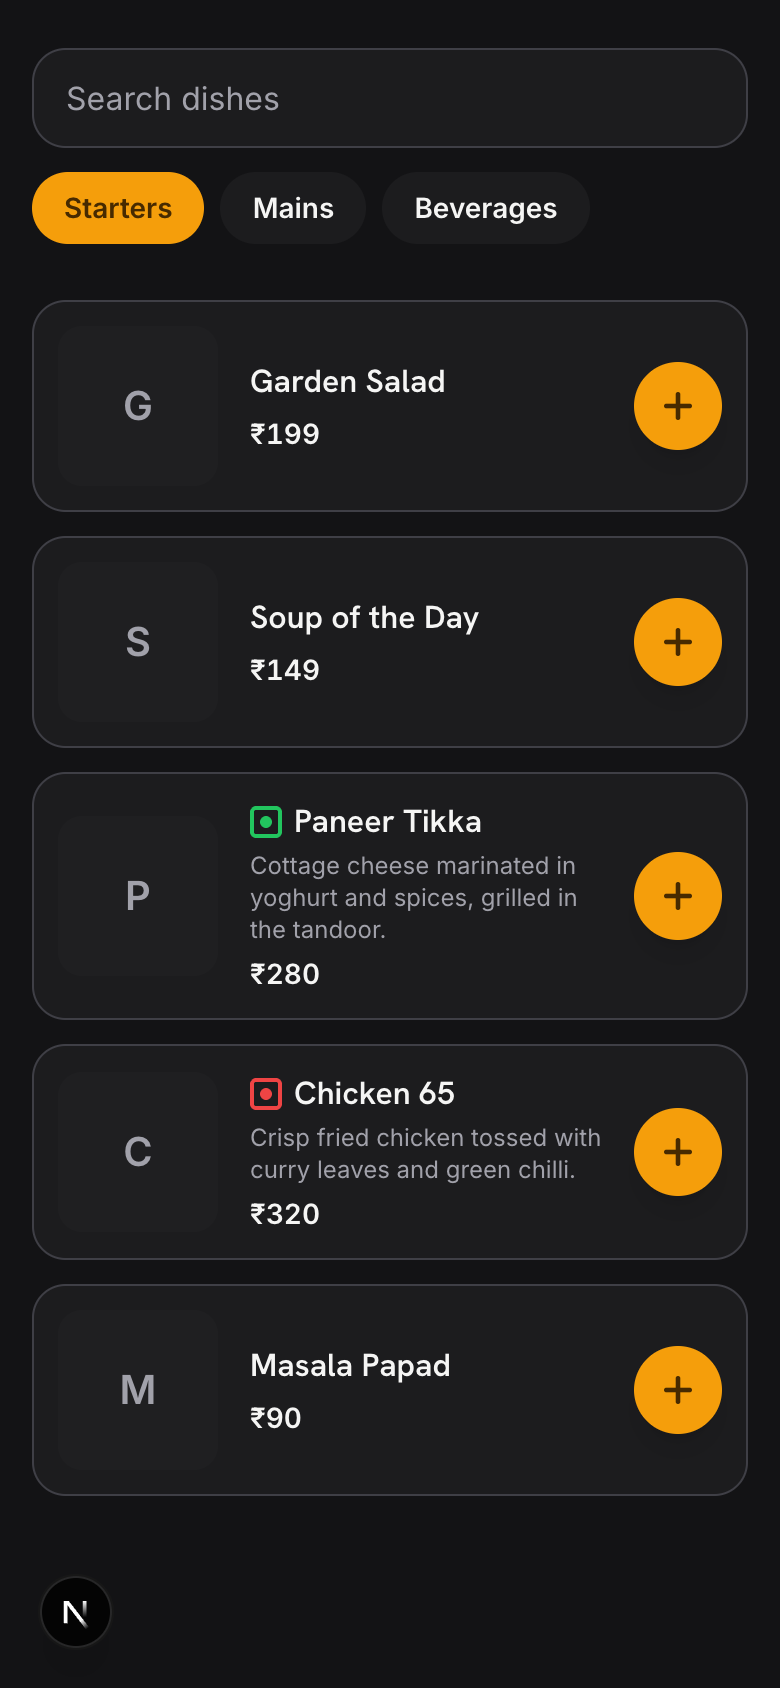 Search dishes
Starters Mains Beverages
G
Garden Salad
₹199
S
Soup of the Day
₹149
P
Paneer Tikka
Cottage cheese marinated in
yoghurt and spices, grilled in
the tandoor.
₹280
C
Chicken 65
Crisp fried chicken tossed with
curry leaves and green chilli.
₹320
M
Masala Papad
₹90
N